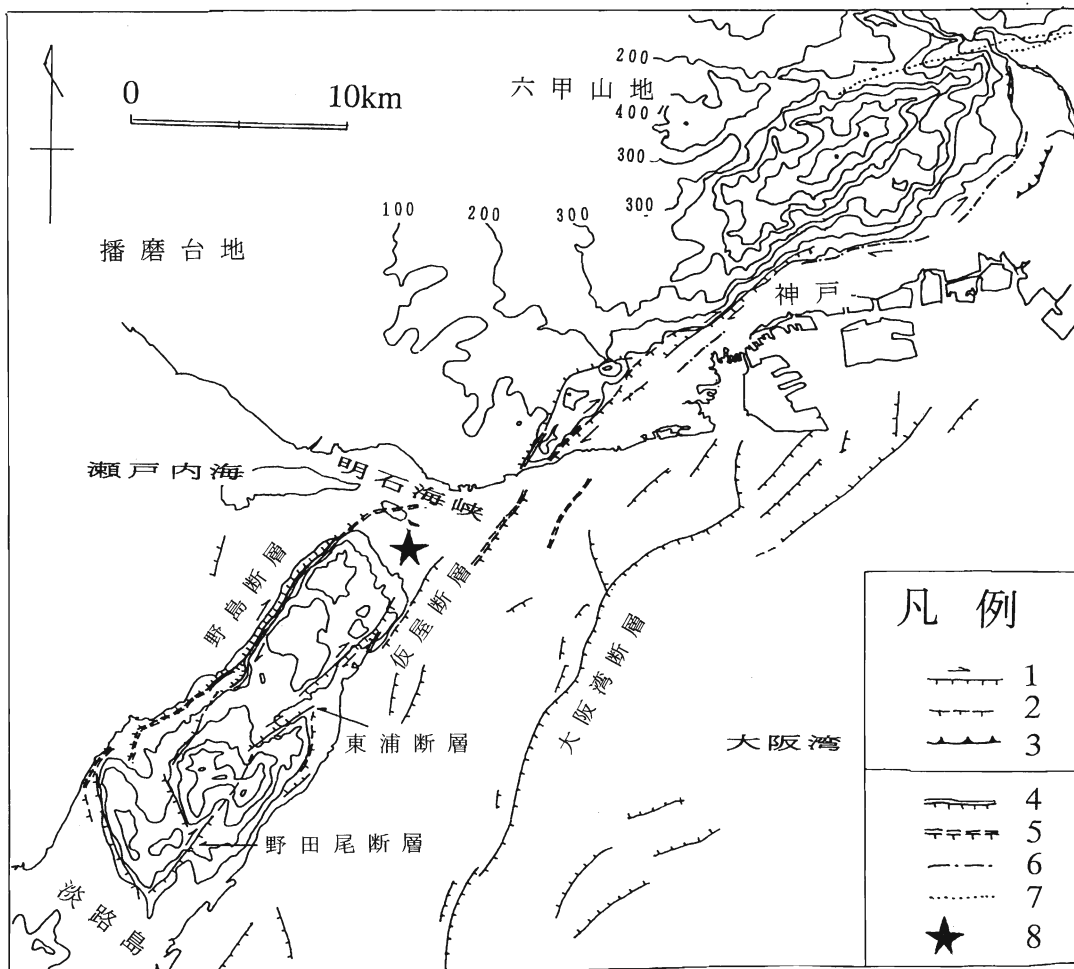 0 10km
六甲山地
200
400
300
300
100
200
300
播磨台地
神戸
瀬戸内海
明石海峡
野島断層
仮屋断層
大阪湾断層
東浦断層
大阪湾
野田尾断層
淡路島
凡例
1
2
3
4
5
6
7
8